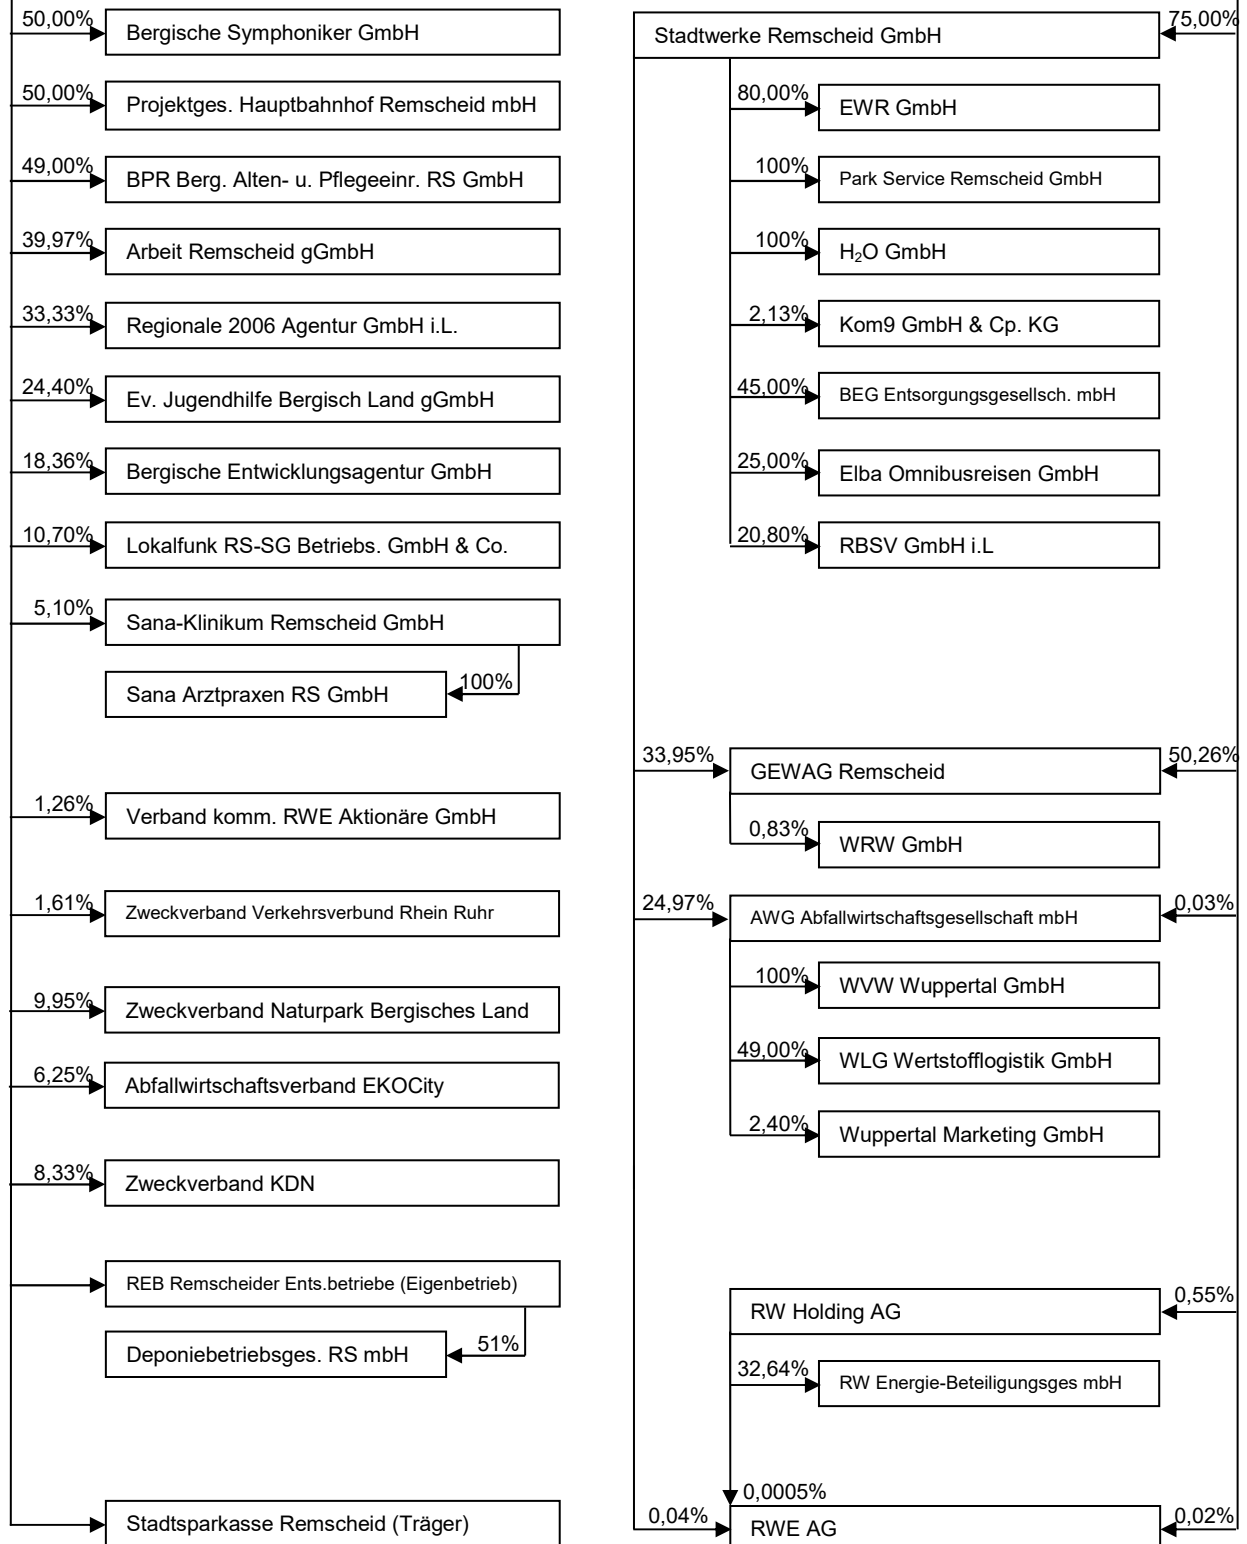 50,00%
Bergische Symphoniker GmbH
50,00%
Projektges. Hauptbahnhof Remscheid mbH
49,00%
BPR Berg. Alten- u. Pflegeeinr. RS GmbH
39,97%
Arbeit Remscheid gGmbH
33,33%
Regionale 2006 Agentur GmbH i.L.
24,40%
Ev. Jugendhilfe Bergisch Land gGmbH
18,36%
Bergische Entwicklungsagentur GmbH
10,70%
Lokalfunk RS-SG Betriebs. GmbH & Co.
5,10%
Sana-Klinikum Remscheid GmbH
100%
Sana Arztpraxen RS GmbH
1,26%
Verband komm. RWE Aktionäre GmbH
1,61%
Zweckverband Verkehrsverbund Rhein Ruhr
9,95%
Zweckverband Naturpark Bergisches Land
6,25%
Abfallwirtschaftsverband EKOCity
8,33%
Zweckverband KDN
REB Remscheider Ents.betriebe (Eigenbetrieb)
51%
Deponiebetriebsges. RS mbH
Stadtsparkasse Remscheid (Träger)
75,00%
Stadtwerke Remscheid GmbH
80,00%
EWR GmbH
100%
Park Service Remscheid GmbH
100%
H₂O GmbH
2,13%
Kom9 GmbH & Cp. KG
45,00%
BEG Entsorgungsgesellsch. mbH
25,00%
Elba Omnibusreisen GmbH
20,80%
RBSV GmbH i.L
33,95%
GEWAG Remscheid
50,26%
0,83%
WRW GmbH
24,97%
AWG Abfallwirtschaftsgesellschaft mbH
0,03%
100%
WVW Wuppertal GmbH
49,00%
WLG Wertstofflogistik GmbH
2,40%
Wuppertal Marketing GmbH
RW Holding AG
0,55%
32,64%
RW Energie-Beteiligungsges mbH
0,0005%
0,04%
RWE AG
0,02%